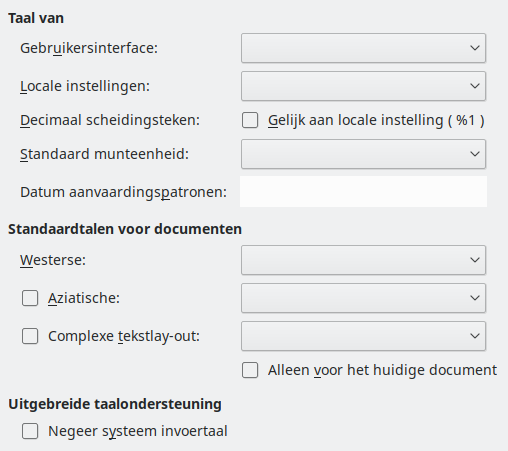 Taal van
Gebruikersinterface:
Locale instellingen:
Decimaal scheidingsteken:
Gelijk aan locale instelling ( %1 )
Standaard munteenheid:
Datum aanvaardingspatronen:
Standaardtalen voor documenten
Westerse:
Aziatische:
Complexe tekstlay-out:
Alleen voor het huidige document
Uitgebreide taalondersteuning
Negeer systeem invoertaal